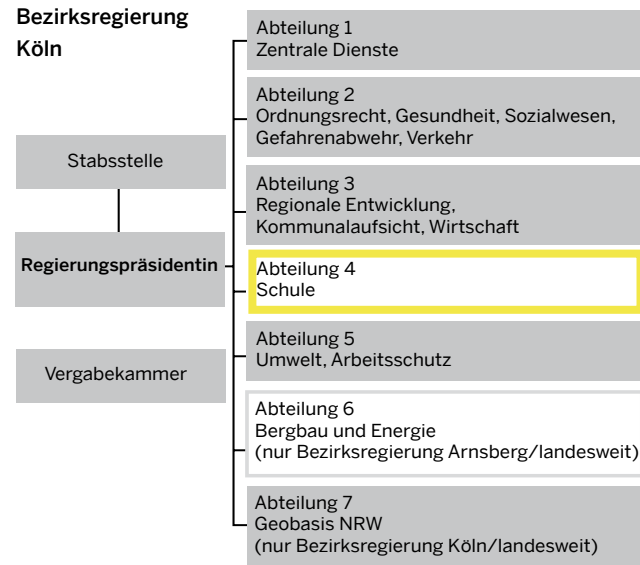 Bezirksregierung
Köln
Stabsstelle
Regierungspräsidentin
Vergabekammer
Abteilung 1
Zentrale Dienste
Abteilung 2
Ordnungsrecht, Gesundheit, Sozialwesen,
Gefahrenabwehr, Verkehr
Abteilung 3
Regionale Entwicklung,
Kommunalaufsicht, Wirtschaft
Abteilung 4
Schule
Abteilung 5
Umwelt, Arbeitsschutz
Abteilung 6
Bergbau und Energie
(nur Bezirksregierung Arnsberg/landesweit)
Abteilung 7
Geobasis NRW
(nur Bezirksregierung Köln/landesweit)